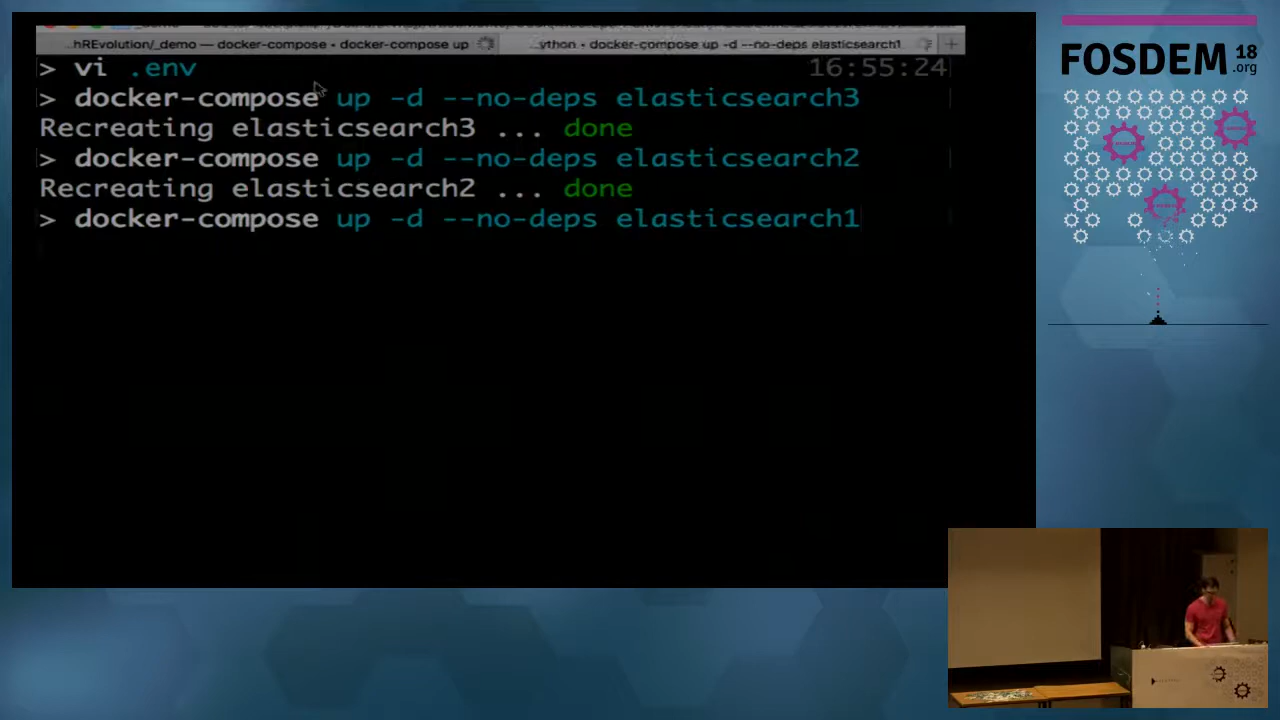 ..hREvolution/_demo — docker-compose • docker-compose up
..ython • docker-compose up -d --no-deps elasticsearch1
> vi .env 16:55:24
> docker-compose up -d --no-deps elasticsearch3
Recreating elasticsearch3 ... done
> docker-compose up -d --no-deps elasticsearch2
Recreating elasticsearch2 ... done
> docker-compose up -d --no-deps elasticsearch1
FOSDEM 18
.org